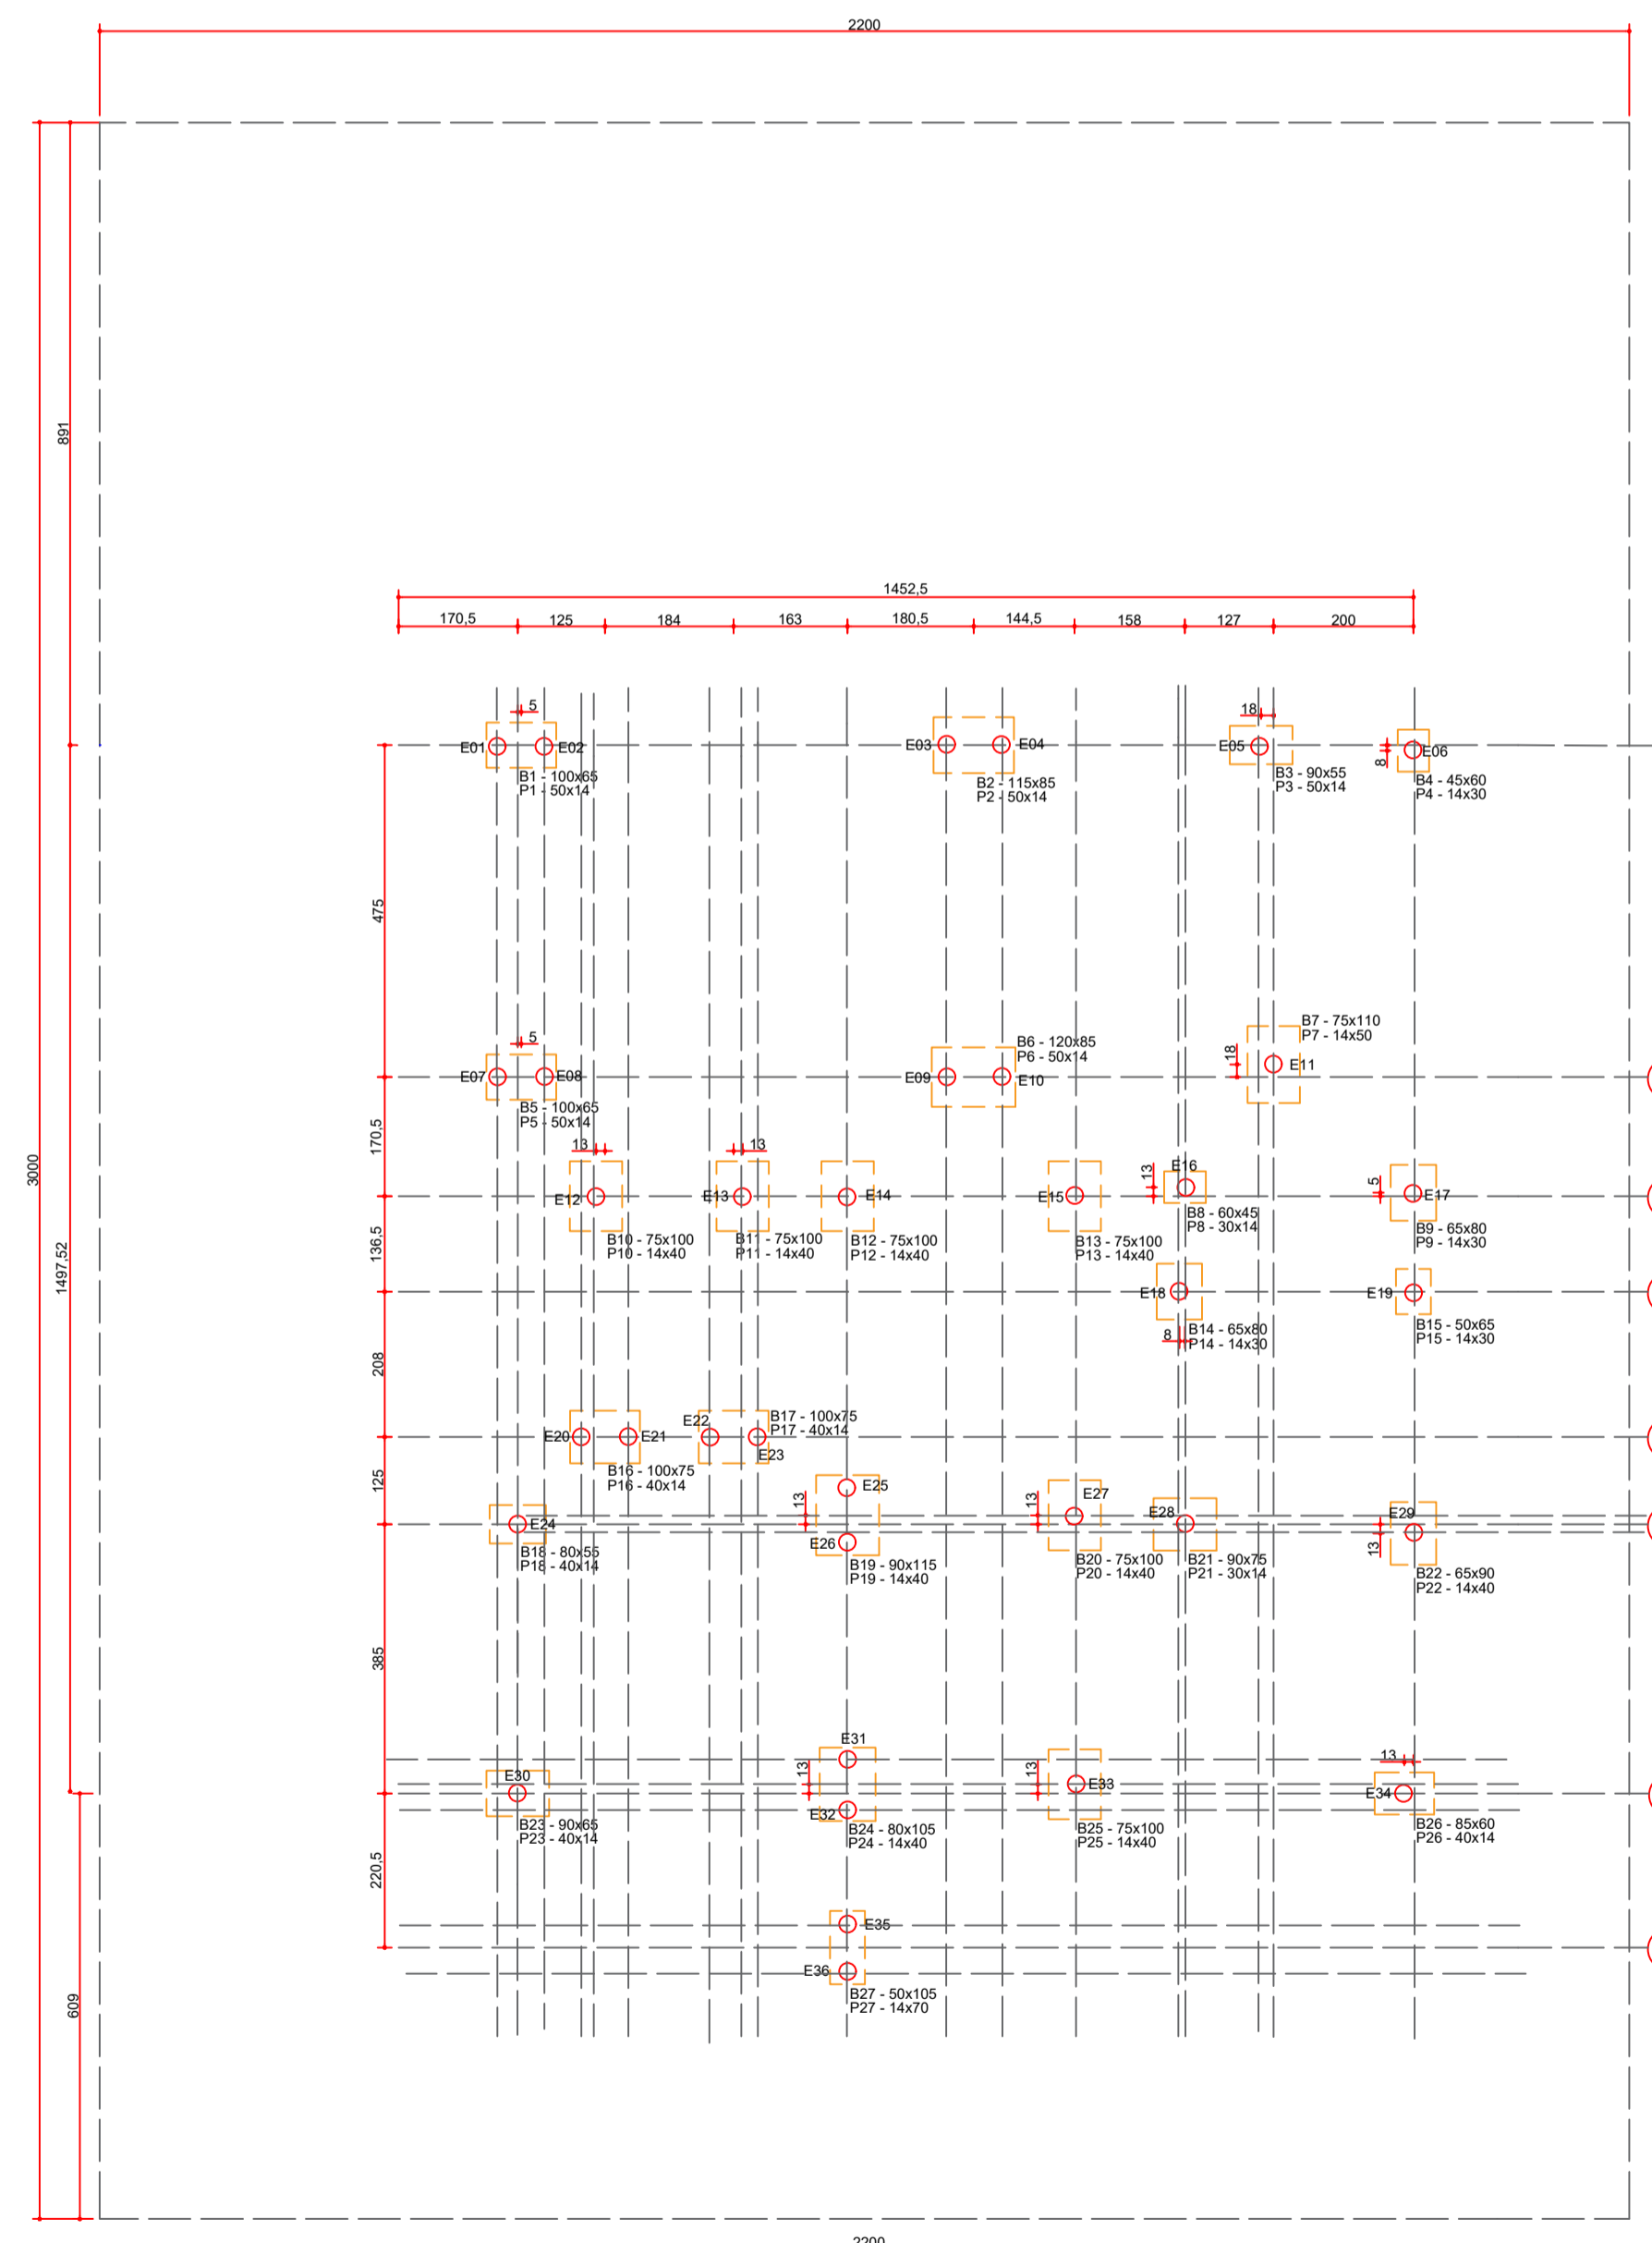 2200
891
3000
1497,52
609
1452,5
170,5
125
184
163
180,5
144,5
158
127
200
5
18
E01
E02
E03
E04
E05
E06
8
B1 - 100x65
P1 - 50x14
B2 - 115x85
P2 - 50x14
B3 - 90x55
P3 - 50x14
B4 - 45x60
P4 - 14x30
475
5
B6 - 120x85
P6 - 50x14
B7 - 75x110
P7 - 14x50
18
E07
E08
E09
E10
E11
B5 - 100x65
P5 - 50x14
170,5
13
13
13
E16
5
E12
E13
E14
E15
E17
B8 - 60x45
P8 - 30x14
B9 - 65x80
P9 - 14x30
B10 - 75x100
P10 - 14x40
B11 - 75x100
P11 - 14x40
B12 - 75x100
P12 - 14x40
B13 - 75x100
P13 - 14x40
136,5
E18
E19
8
B14 - 65x80
P14 - 14x30
B15 - 50x65
P15 - 14x30
208
E22
B17 - 100x75
P17 - 40x14
E20
E21
E23
B16 - 100x75
P16 - 40x14
125
E25
13
13
E27
E24
E28
E29
E26
13
B18 - 80x55
P18 - 40x14
B19 - 90x115
P19 - 14x40
B20 - 75x100
P20 - 14x40
B21 - 90x75
P21 - 30x14
B22 - 65x90
P22 - 14x40
385
E31
13
13
13
E30
E33
E34
E32
B23 - 90x65
P23 - 40x14
B24 - 80x105
P24 - 14x40
B25 - 75x100
P25 - 14x40
B26 - 85x60
P26 - 40x14
220,5
E35
E36
B27 - 50x105
P27 - 14x70
2200